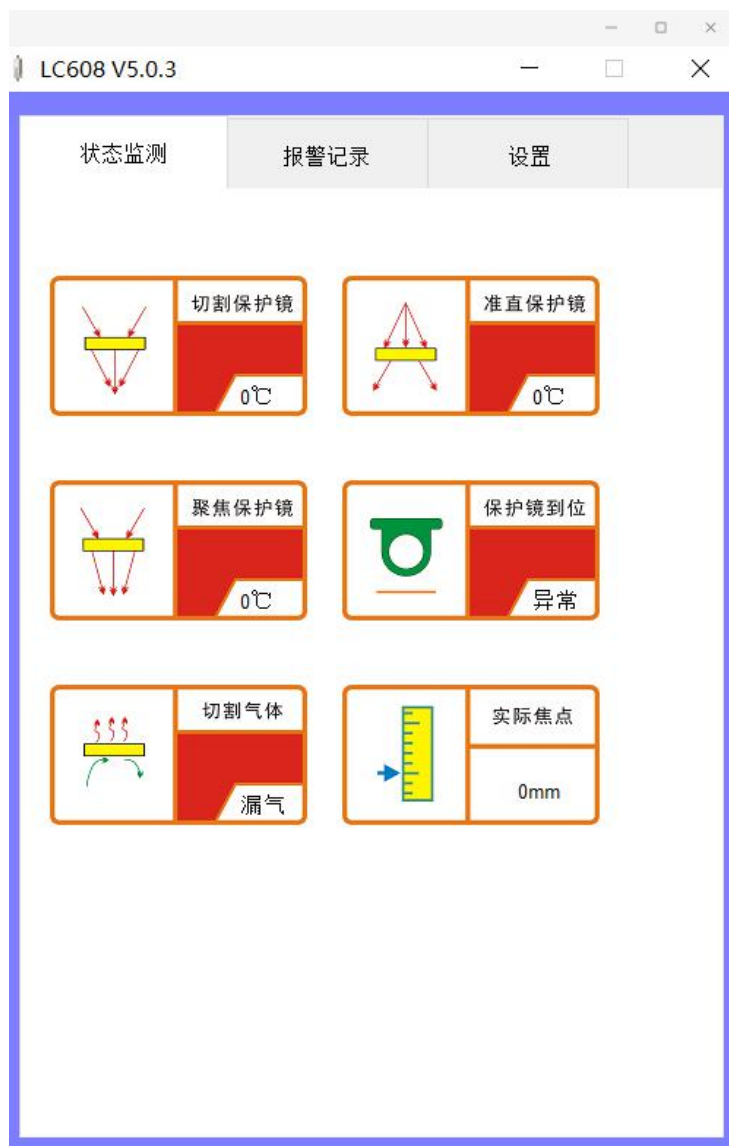 LC608 V5.0.3
状态监测 报警记录 设置
切割保护镜 准直保护镜
0℃ 0℃
聚焦保护镜 保护镜到位
0℃ 异常
切割气体 实际焦点
漏气 0mm